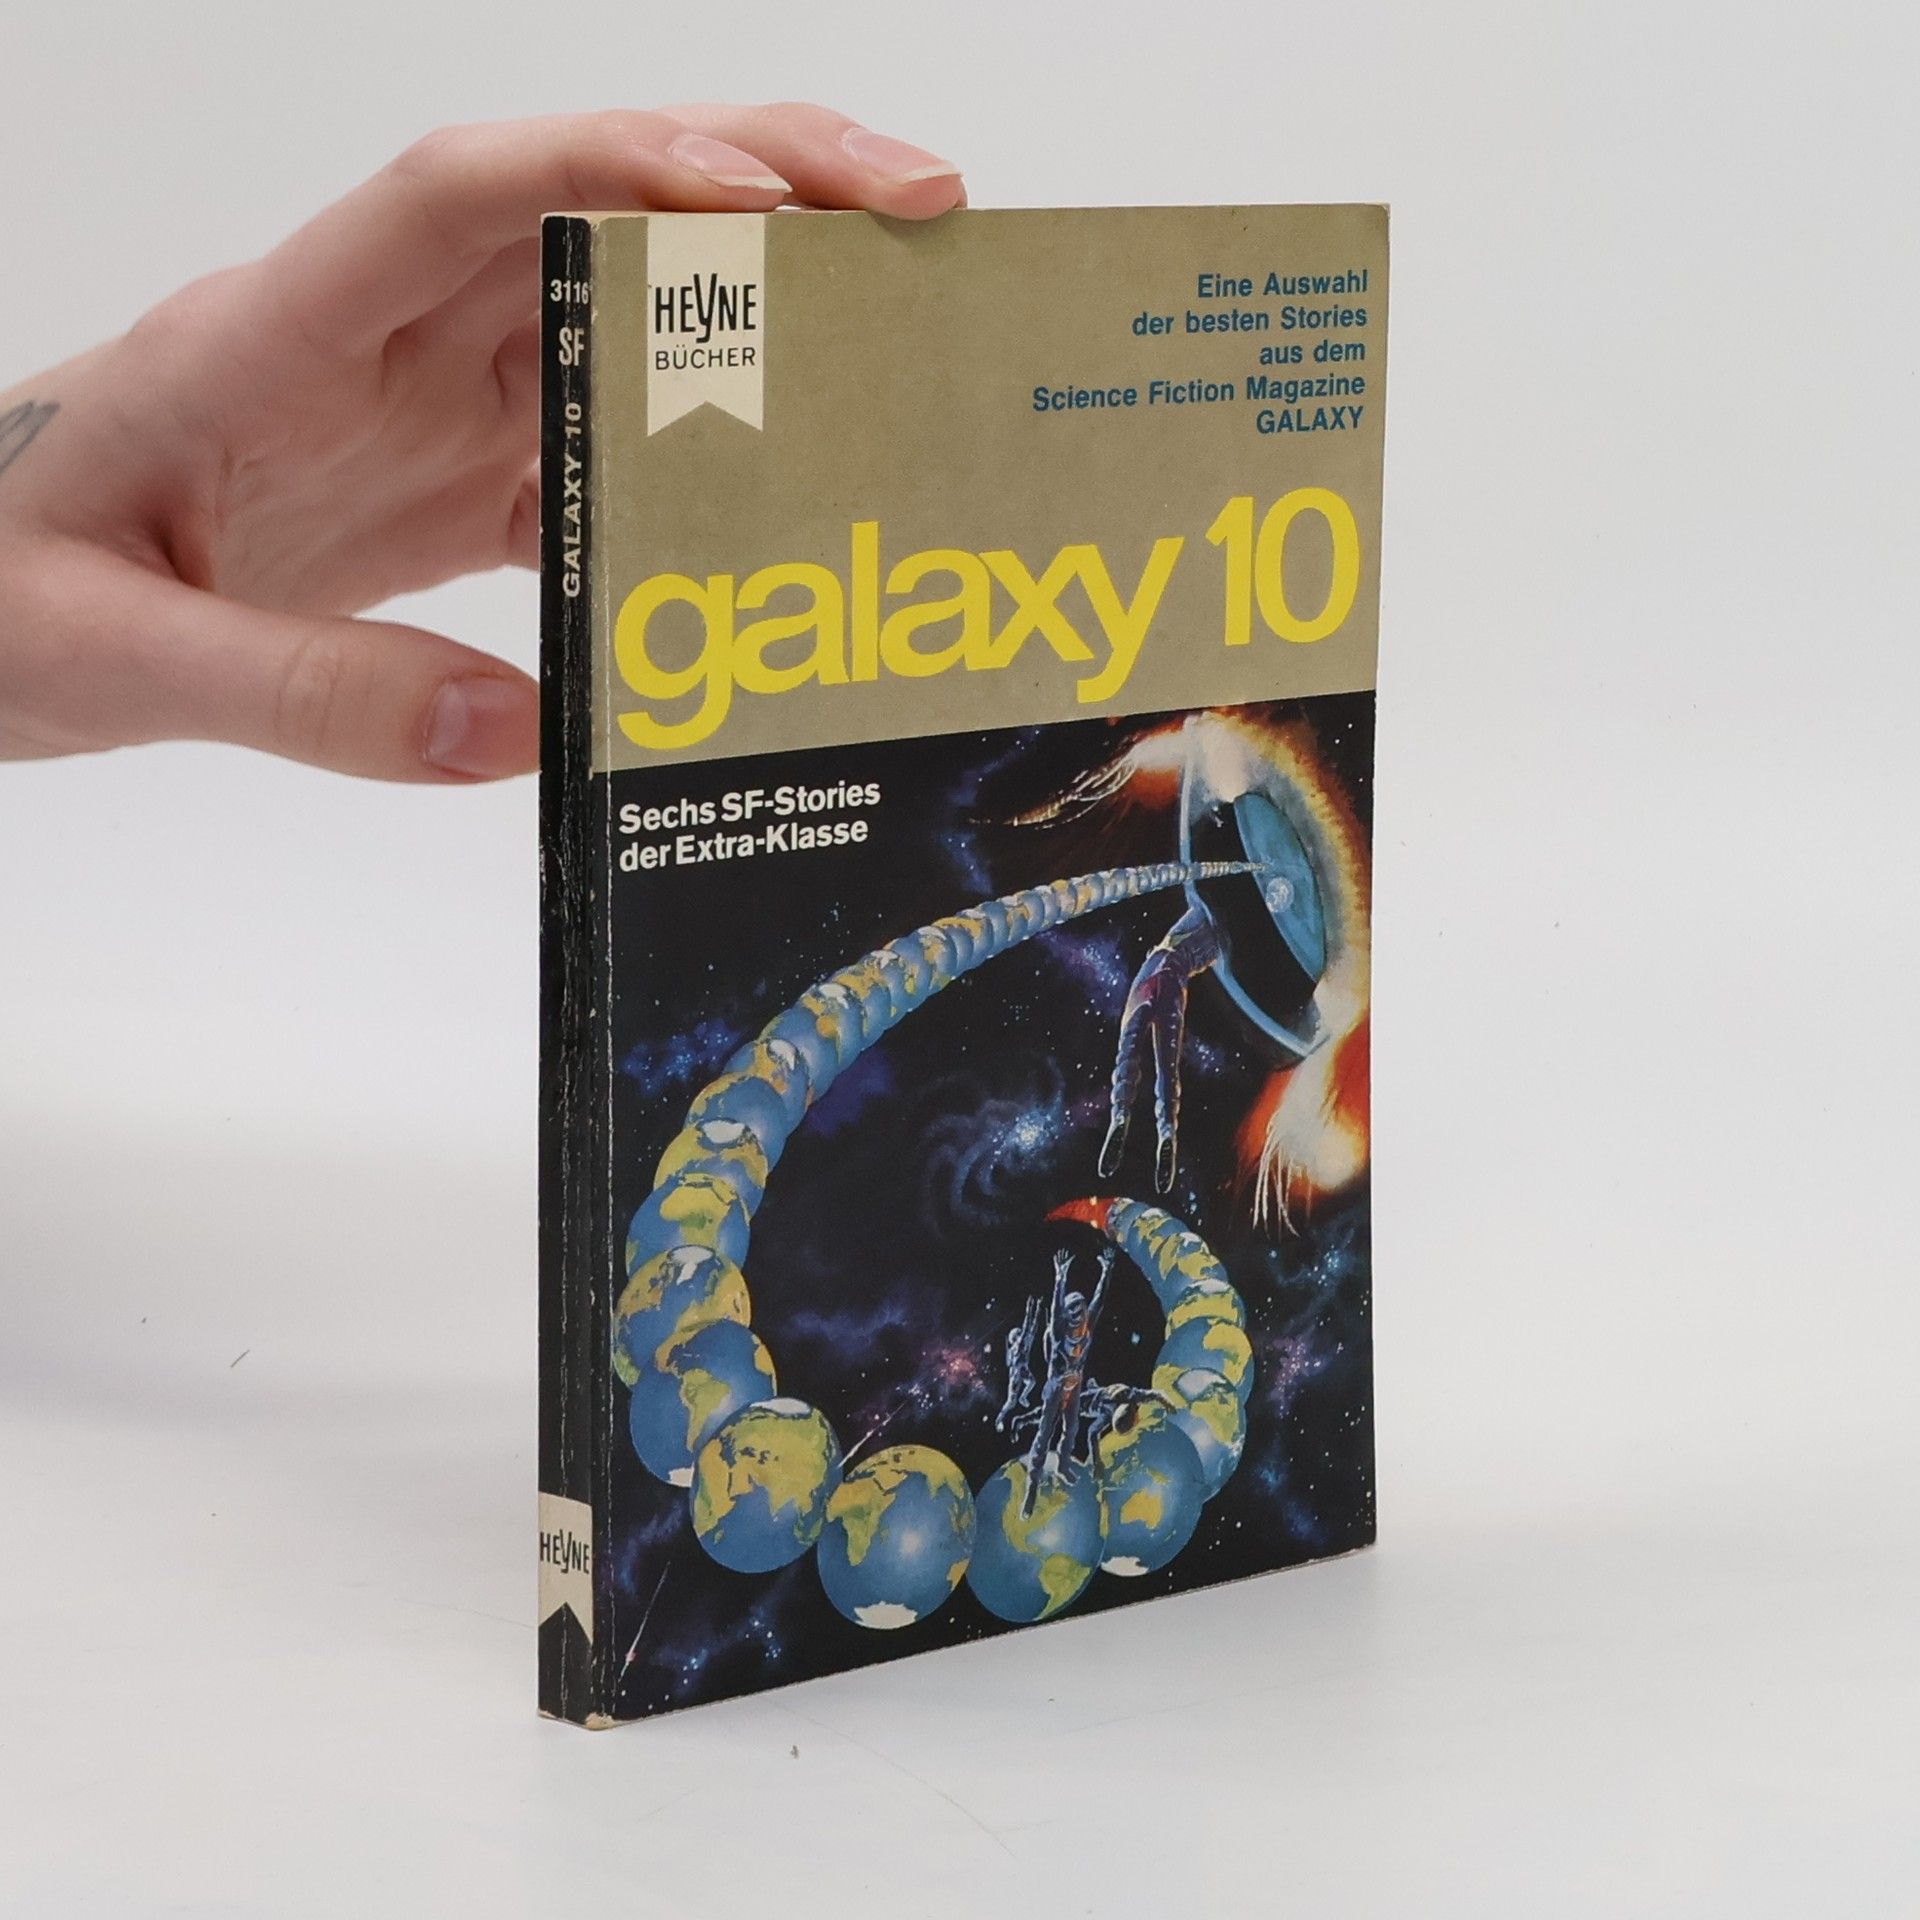 3116
SF
GALAXY 10
HEYNE
HEYNE
BÜCHER
Eine Auswahl
der besten Stories
aus dem
Science Fiction Magazine
GALAXY
galaxy 10
Sechs SF-Stories
der Extra-Klasse